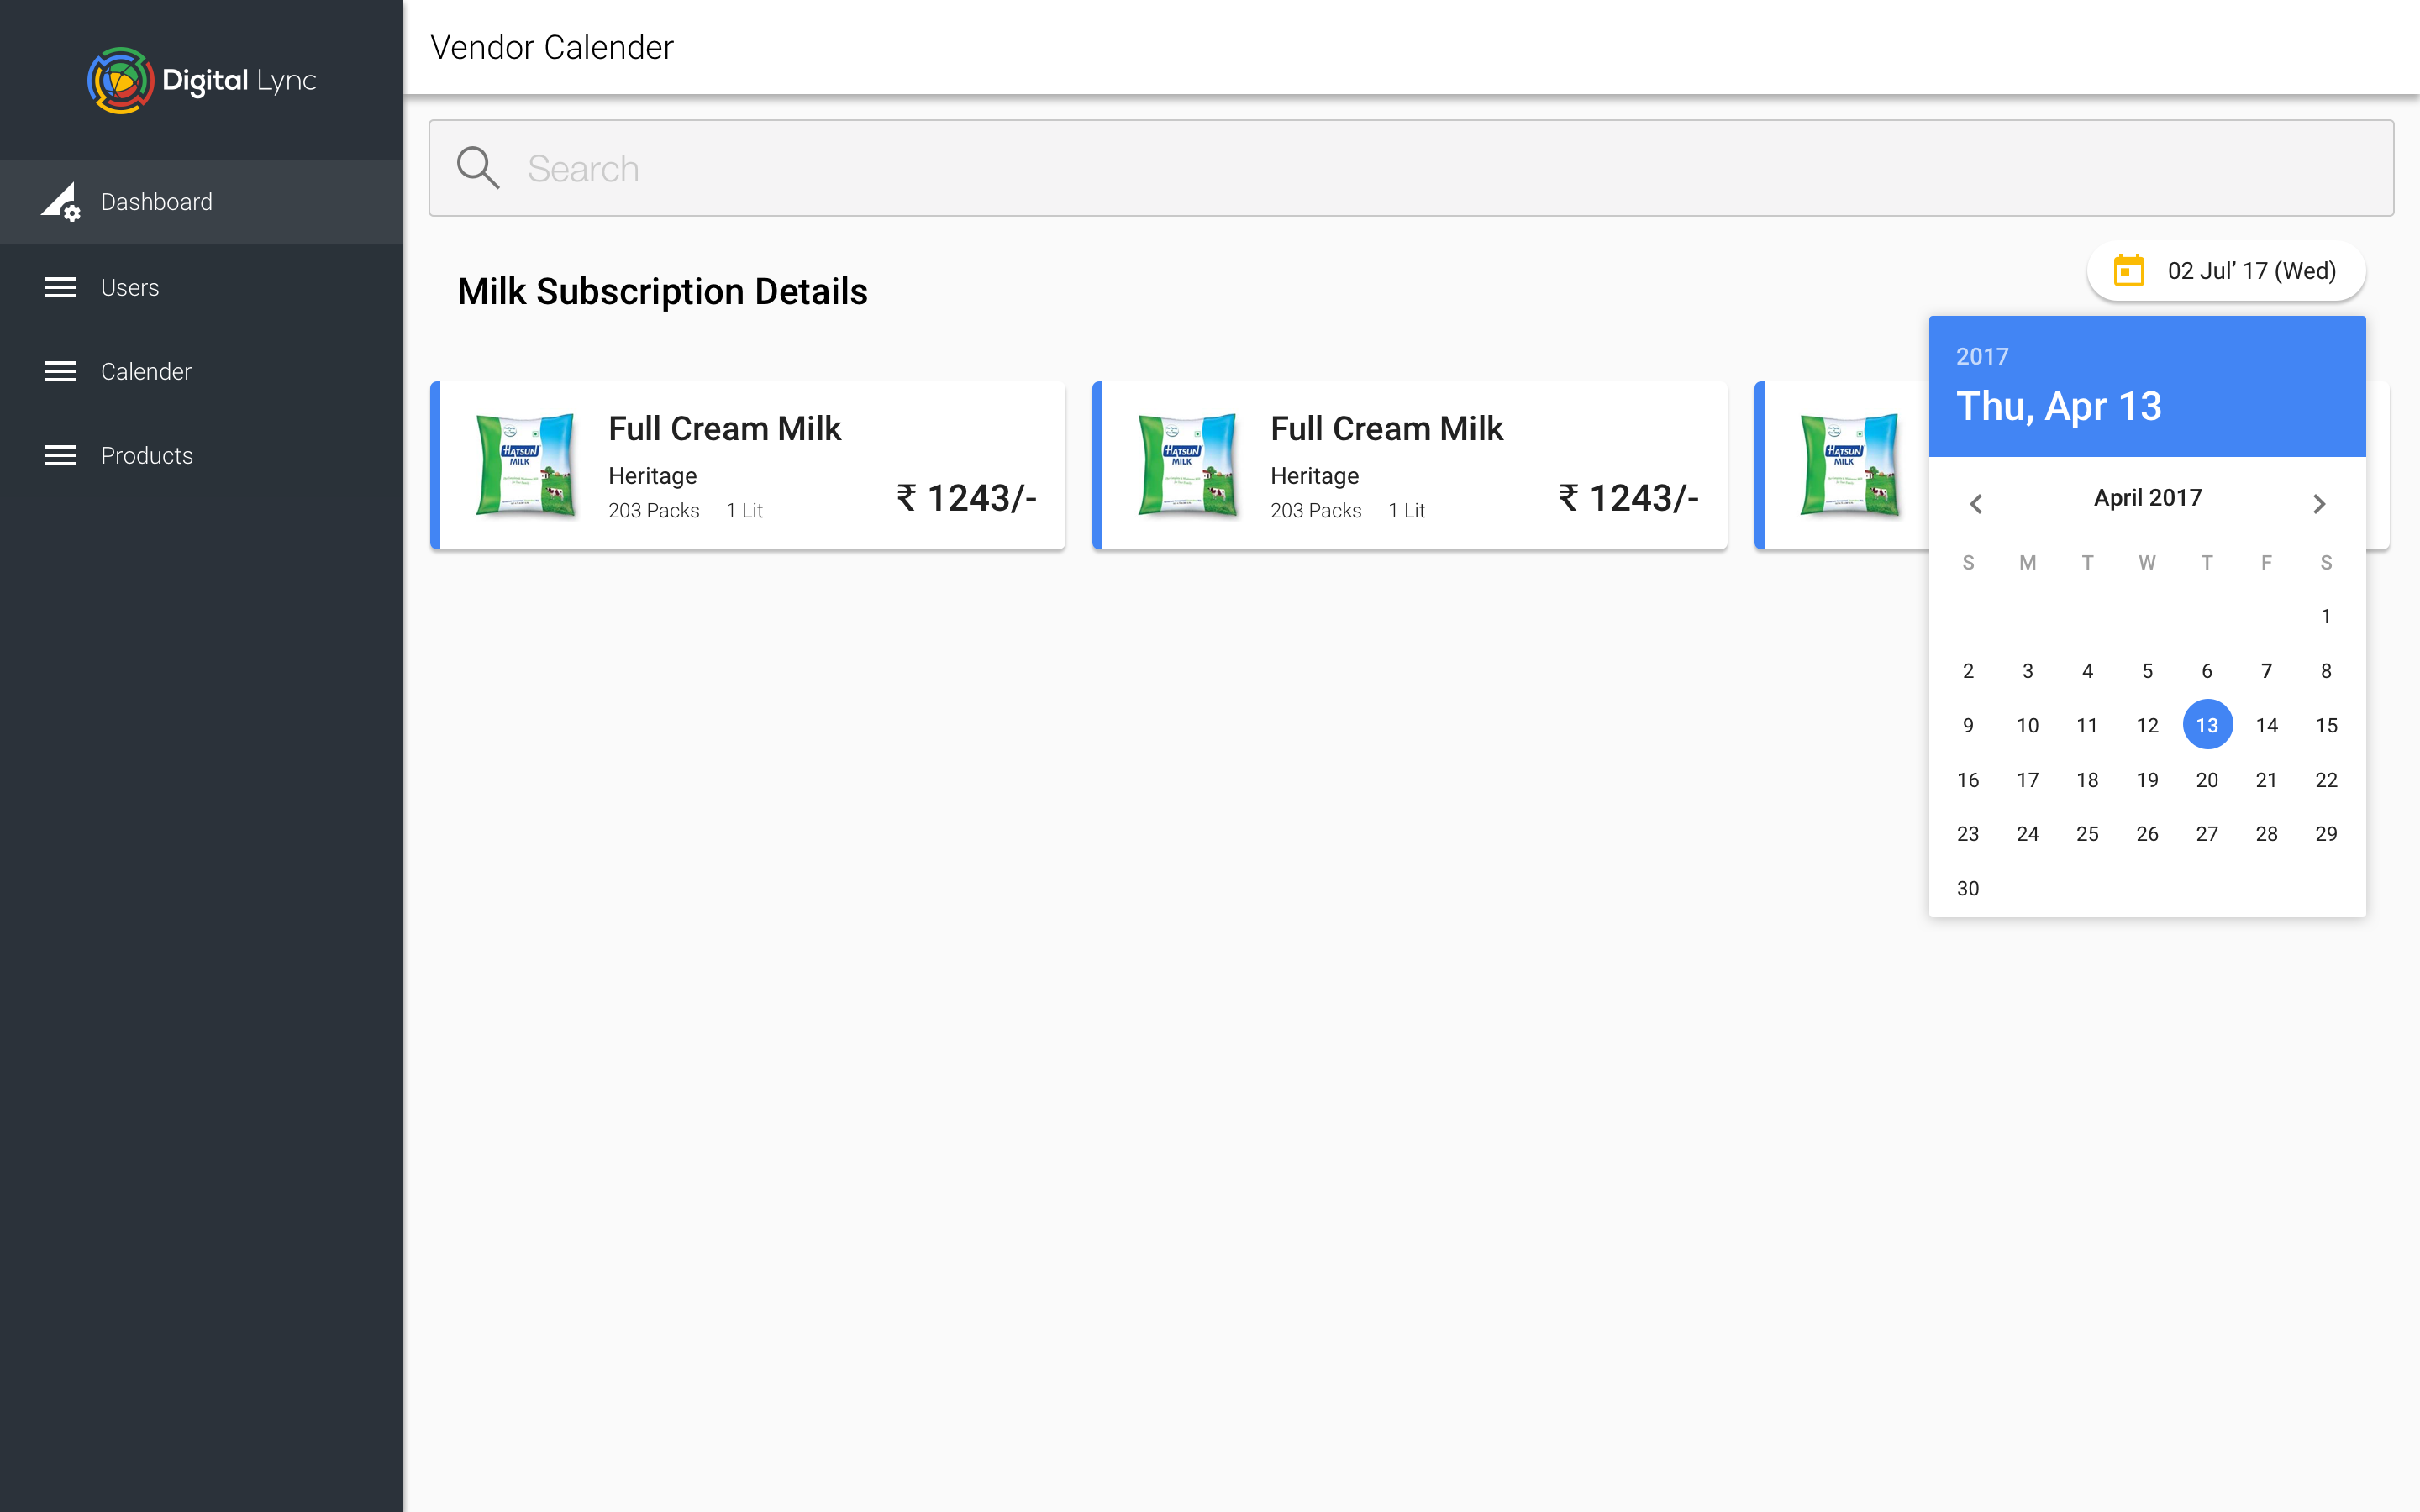 Digital Lync
Vendor Calender
Search
Dashboard
Users
Calender
Products
Milk Subscription Details
02 Jul’ 17 (Wed)
Full Cream Milk
Heritage
203 Packs 1 Lit
₹ 1243/-
HATSUN
MILK
Full Cream Milk
Heritage
203 Packs 1 Lit
₹ 1243/-
HATSUN
MILK
HATSUN
MILK
2017
Thu, Apr 13
April 2017
S M T W T F S
1
2 3 4 5 6 7 8
9 10 11 12 13 14 15
16 17 18 19 20 21 22
23 24 25 26 27 28 29
30